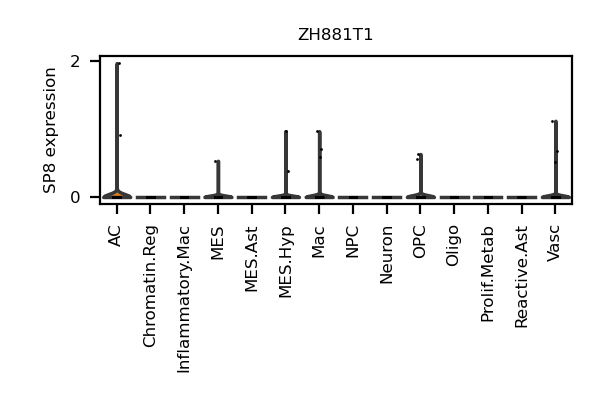 ZH881T1
SP8 expression
2
0
AC
Chromatin.Reg
Inflammatory.Mac
MES
MES.Ast
MES.Hyp
Mac
NPC
Neuron
OPC
Oligo
Prolif.Metab
Reactive.Ast
Vasc